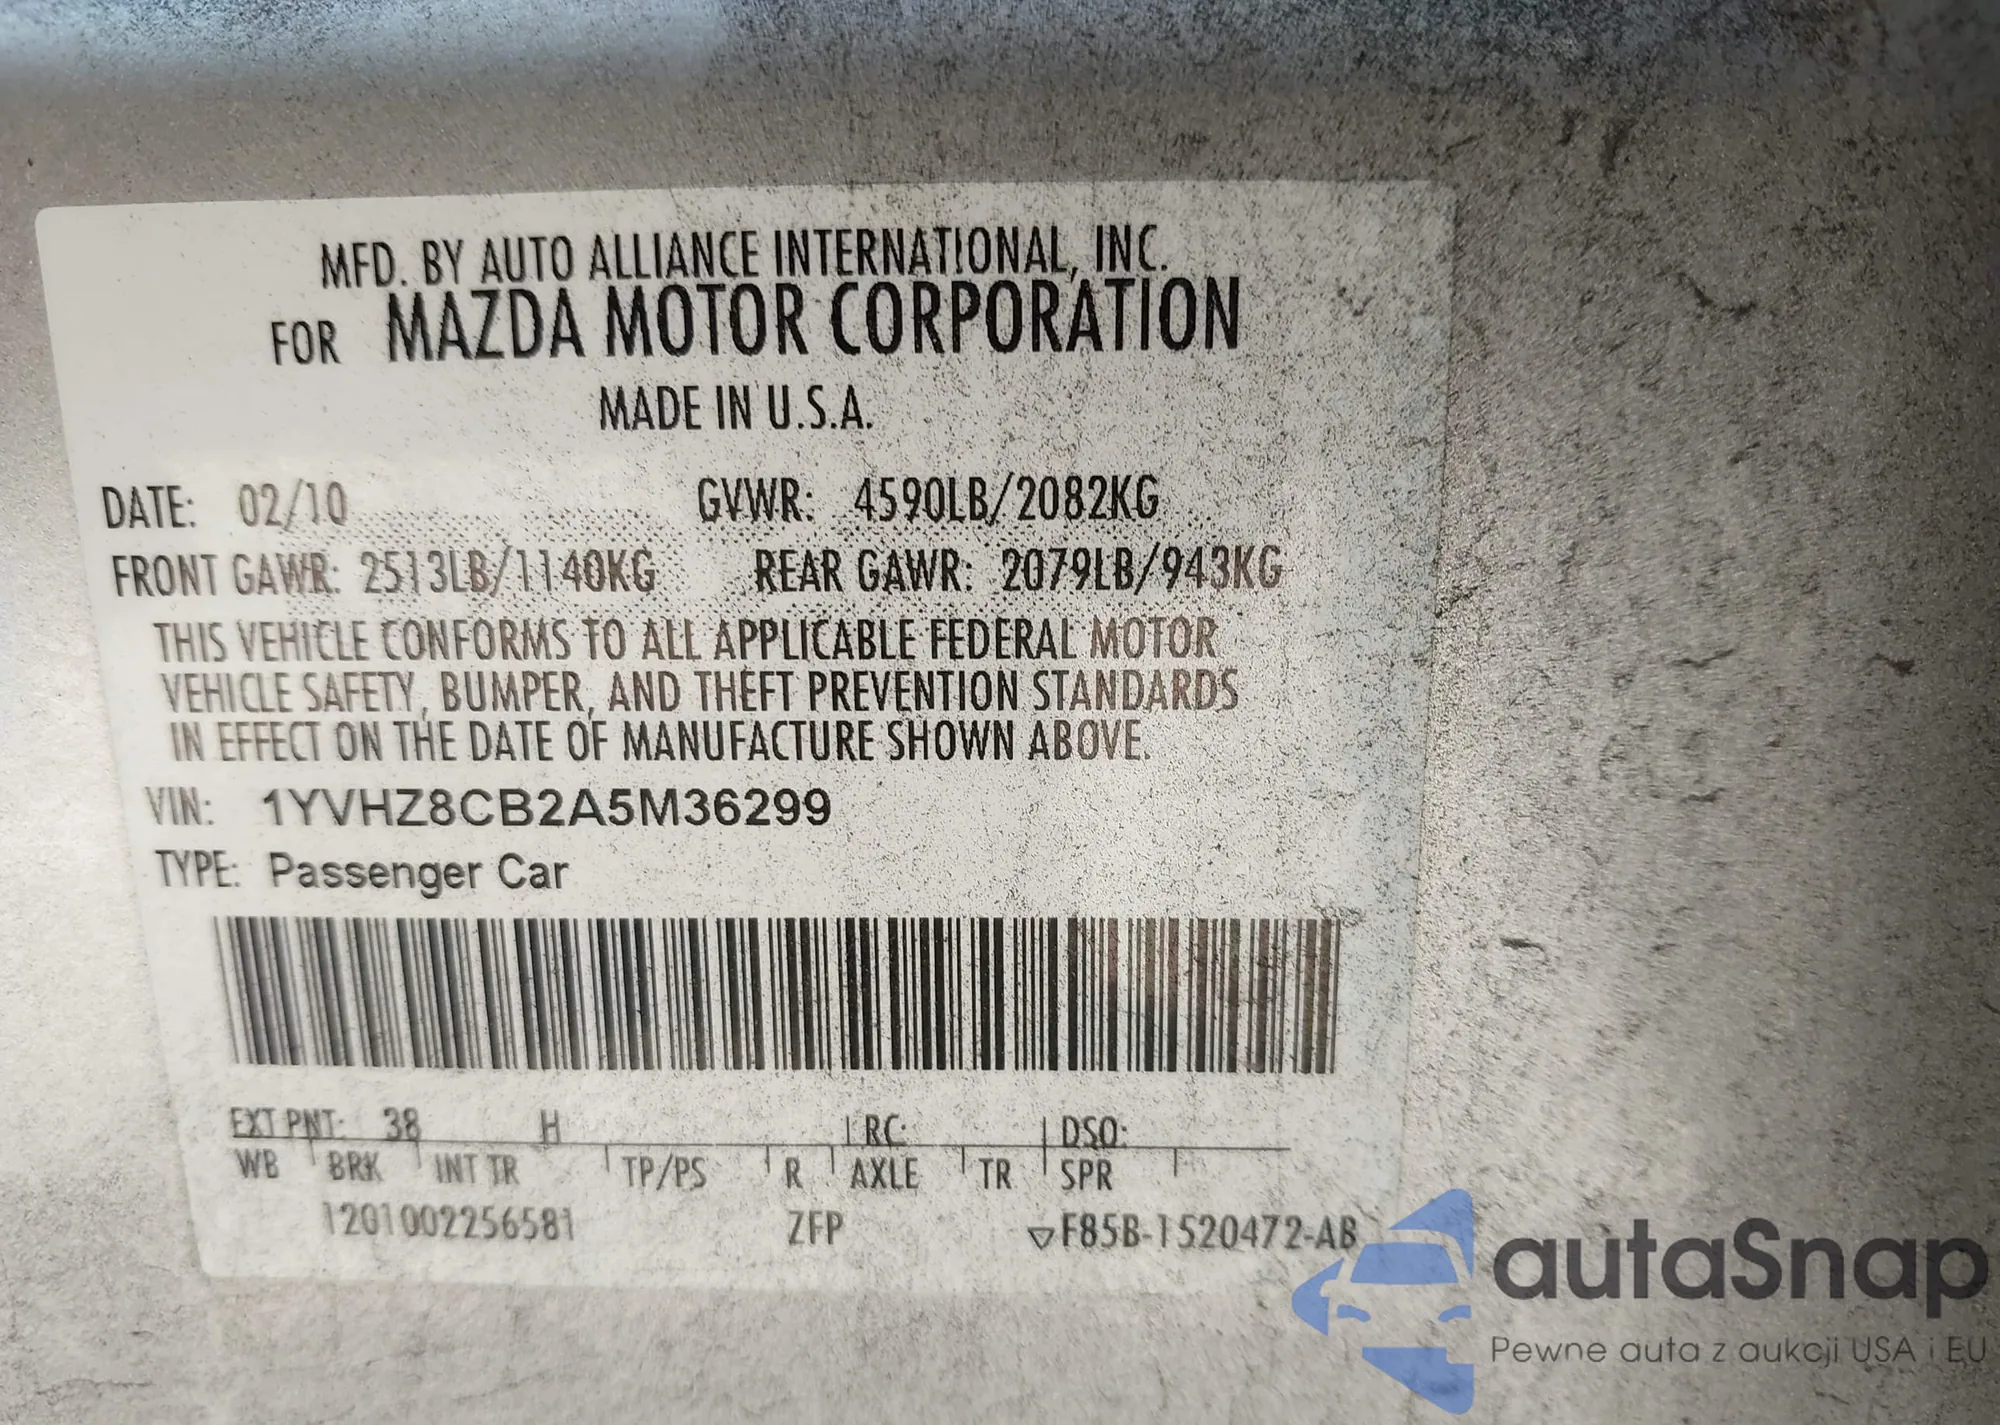 MFD. BY AUTO ALLIANCE INTERNATIONAL, INC.
FOR MAZDA MOTOR CORPORATION
MADE IN U.S.A.
DATE: 02/10 GVWR: 4590LB/2082KG
FRONT GAWR: 2513LB/1140KG REAR GAWR: 2079LB/943KG
THIS VEHICLE CONFORMS TO ALL APPLICABLE FEDERAL MOTOR
VEHICLE SAFETY, BUMPER, AND THEFT PREVENTION STANDARDS
IN EFFECT ON THE DATE OF MANUFACTURE SHOWN ABOVE.
VIN: 1YVHZ8CB2A5M36299
TYPE: Passenger Car
EXT PNT: 38 H RC: DSO:
WB BRK INT TR TP/PS R AXLE TR SPR
1201002256581 ZFP F85B-1520472-AB
autaSnap
Pewne auta z aukcji USA i EU